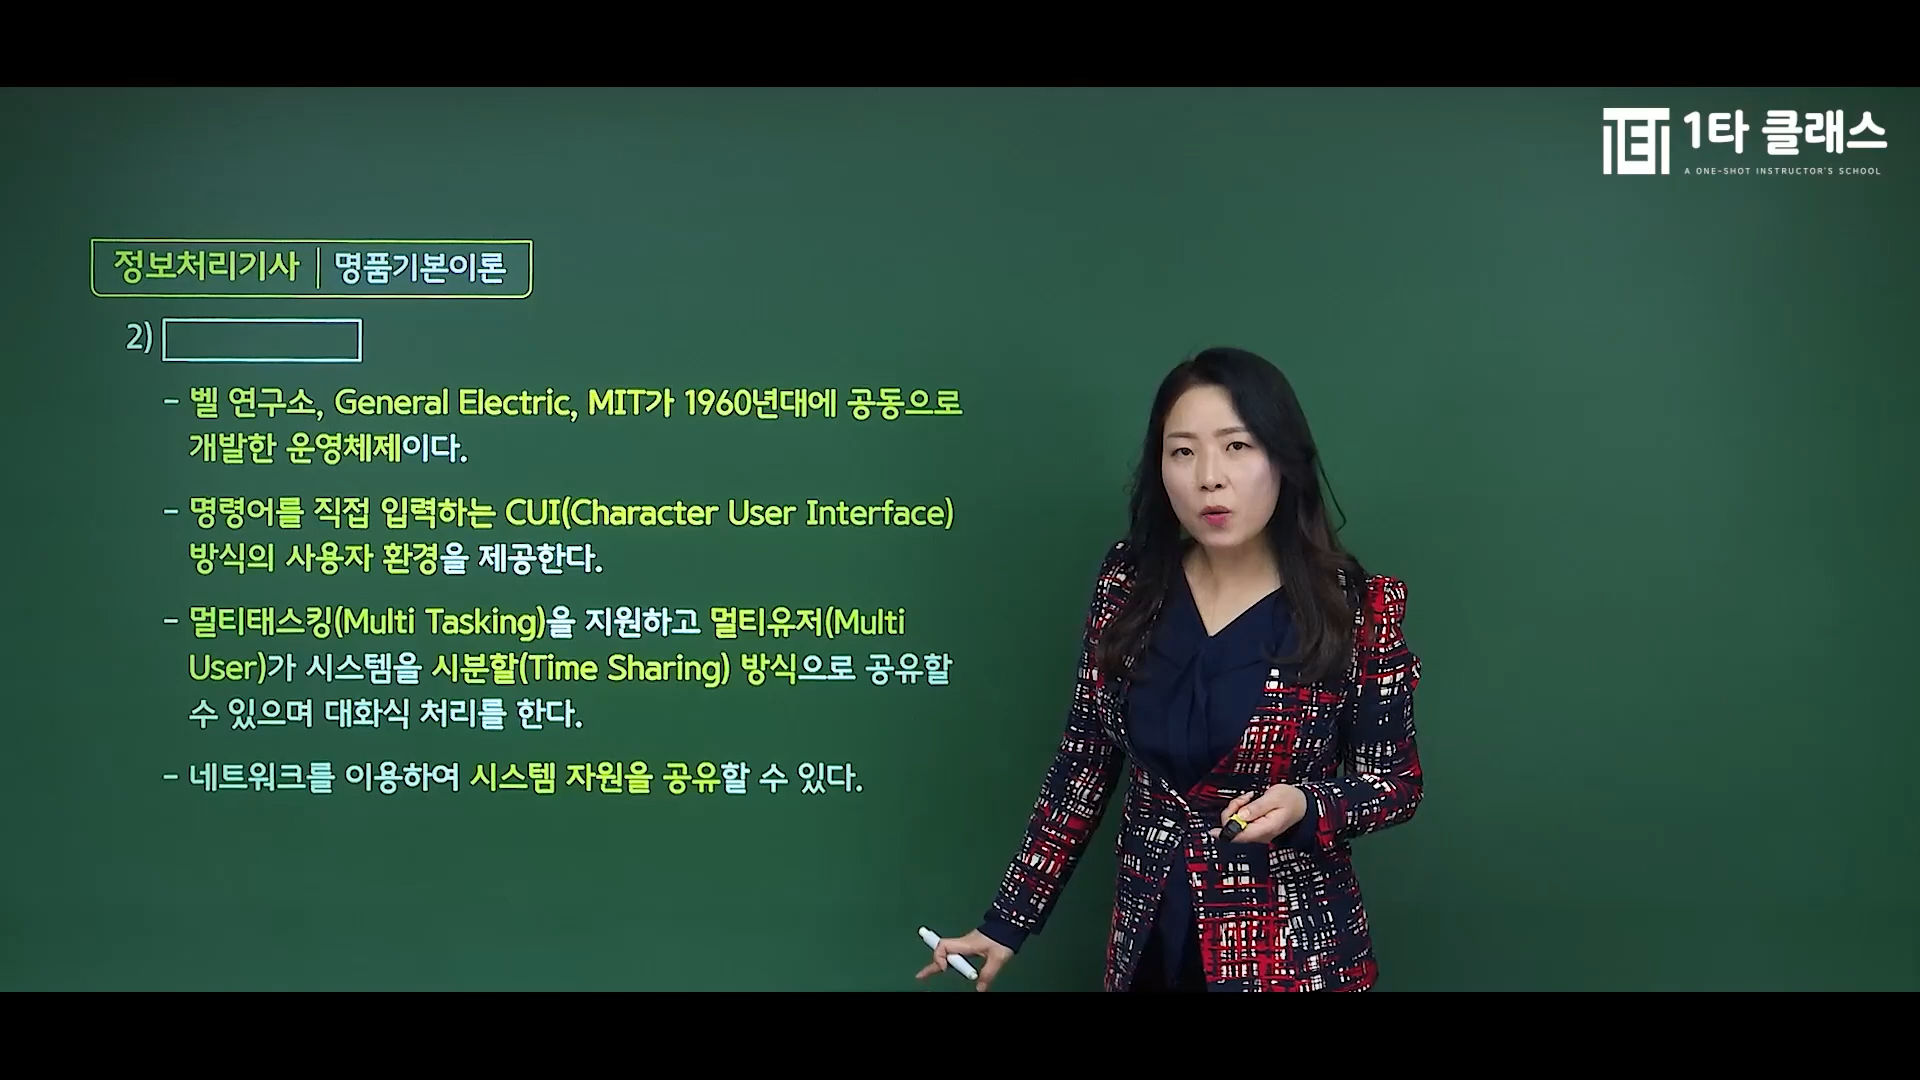 1타 클래스
A ONE-SHOT INSTRUCTOR'S SCHOOL
정보처리기사 | 명품기본이론
2)
- 벨 연구소, General Electric, MIT가 1960년대에 공동으로
개발한 운영체제이다.
- 명령어를 직접 입력하는 CUI(Character User Interface)
방식의 사용자 환경을 제공한다.
- 멀티태스킹(Multi Tasking)을 지원하고 멀티유저(Multi
User)가 시스템을 시분할(Time Sharing) 방식으로 공유할
수 있으며 대화식 처리를 한다.
- 네트워크를 이용하여 시스템 자원을 공유할 수 있다.